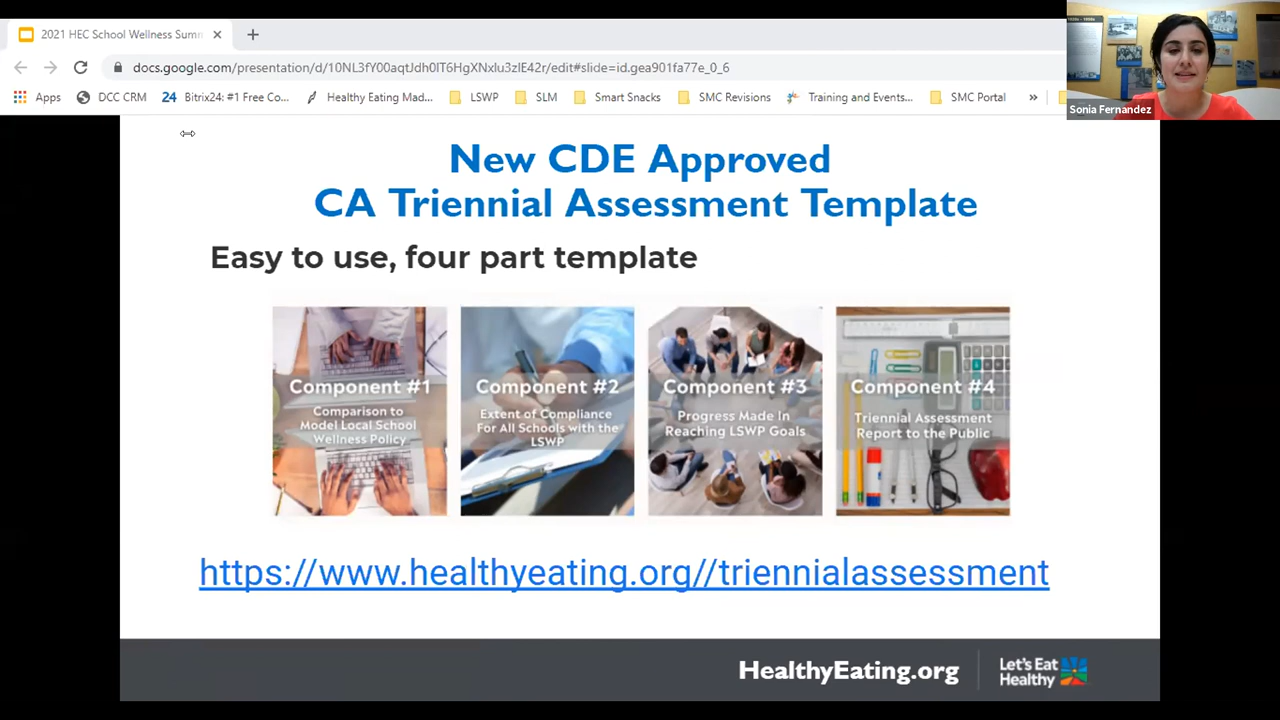 2021 HEC School Wellness Sumn
docs.google.com/presentation/d/10NL3fY00aqtJdh0lT6HgXNxlu3zlE42r/edit#slide=id.gea901fa77e_0_6
Apps
DCC CRM
24 Bitrix24: #1 Free Co...
Healthy Eating Mad...
LSWP
SLM
Smart Snacks
SMC Revisions
Training and Events...
SMC Portal
»
Sonia Fernandez
New CDE Approved
CA Triennial Assessment Template
Easy to use, four part template
Component #1
Comparison to
Model Local School
Wellness Policy
Component #2
Extent of Compliance
For All Schools with the
LSWP
Component #3
Progress Made In
Reaching LSWP Goals
Component #4
Triennial Assessment
Report to the Public
https://www.healthyeating.org//triennialassessment
HealthyEating.org
Let's Eat
Healthy